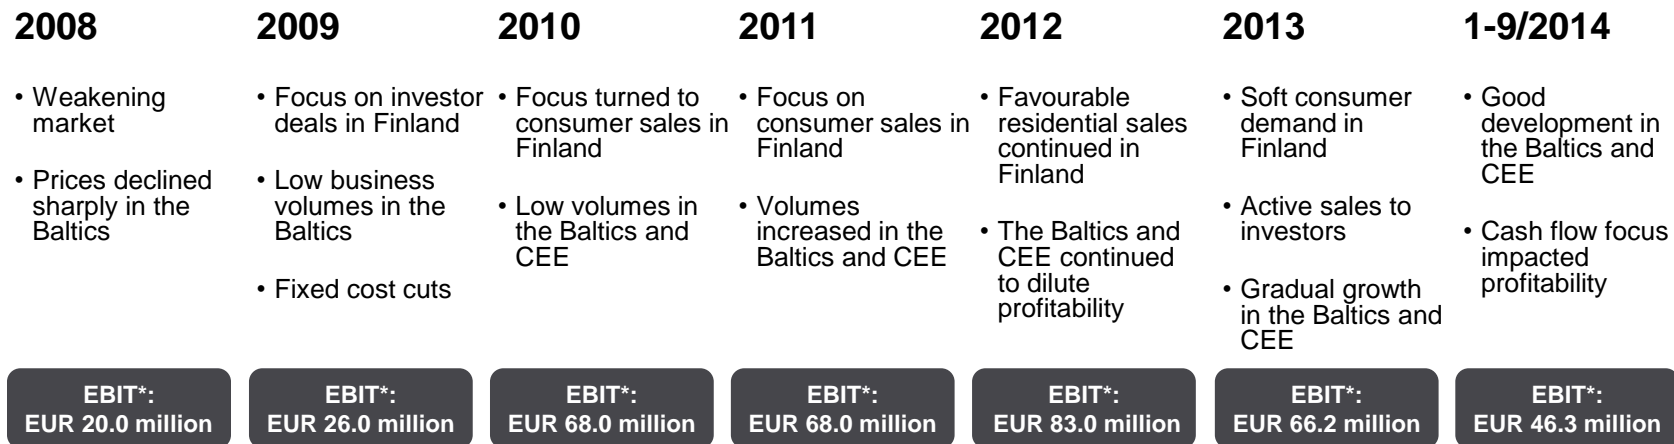 2008
• Weakening
market
• Prices declined
sharply in the
Baltics
EBIT*:
EUR 20.0 million
2009
• Focus on investor
deals in Finland
• Low business
volumes in the
Baltics
• Fixed cost cuts
EBIT*:
EUR 26.0 million
2010
• Focus turned to
consumer sales in
Finland
• Low volumes in
the Baltics and
CEE
EBIT*:
EUR 68.0 million
2011
• Focus on
consumer sales in
Finland
• Volumes
increased in the
Baltics and CEE
EBIT*:
EUR 68.0 million
2012
• Favourable
residential sales
continued in
Finland
• The Baltics and
CEE continued
to dilute
profitability
EBIT*:
EUR 83.0 million
2013
• Soft consumer
demand in
Finland
• Active sales to
investors
• Gradual growth
in the Baltics and
CEE
EBIT*:
EUR 66.2 million
1-9/2014
• Good
development in
the Baltics and
CEE
• Cash flow focus
impacted
profitability
EBIT*:
EUR 46.3 million